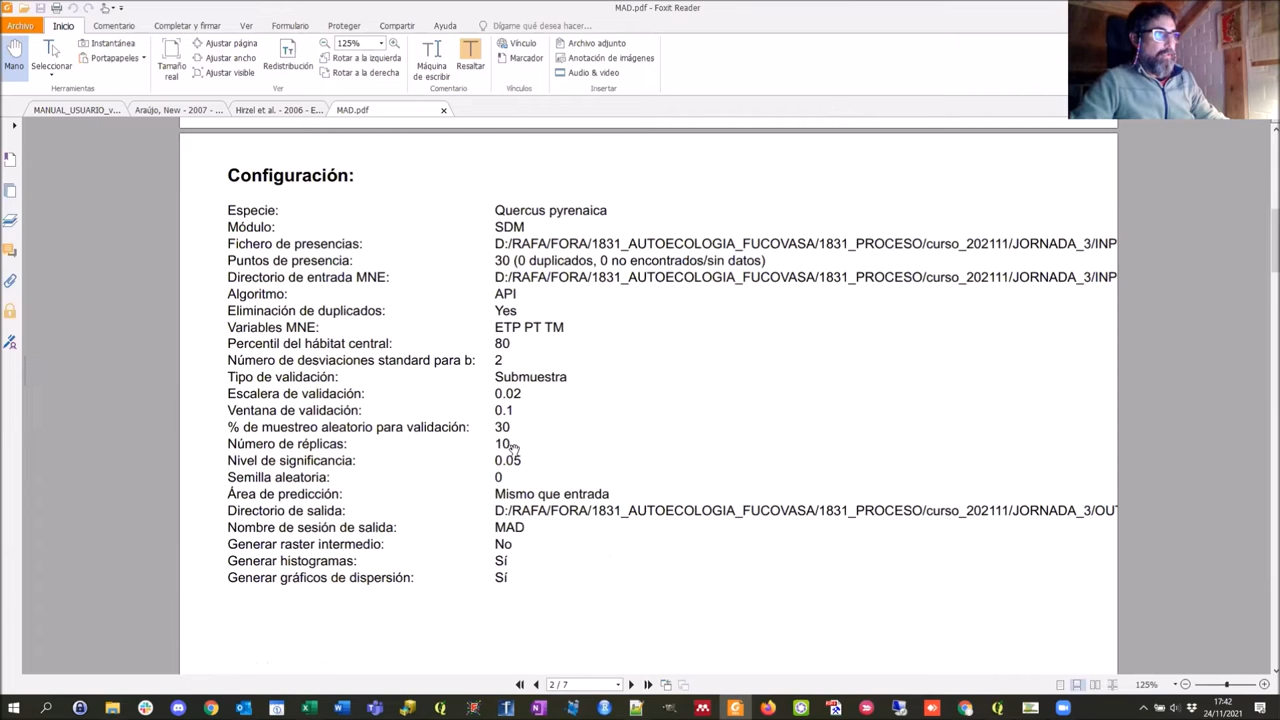 MAD.pdf - Foxit Reader
Archivo Inicio Comentario Completar y firmar Ver Formulario Proteger Compartir Ayuda Dígame qué desea hacer...
Mano
Seleccionar
Instantánea
Portapapeles
Herramientas
Tamaño real
Ajustar página
Ajustar ancho
Ajustar visible
Redistribución
125%
Rotar a la izquierda
Rotar a la derecha
Ver
Máquina de escribir
Resaltar
Comentario
Vínculo
Marcador
Vínculos
Archivo adjunto
Anotación de imágenes
Audio & video
Insertar
MANUAL_USUARIO_v... Araújo, New - 2007 - ... Hirzel et al. - 2006 - E... MAD.pdf
Configuración:
Especie: Quercus pyrenaica
Módulo: SDM
Fichero de presencias: D:/RAFA/FORA/1831_AUTOECOLOGIA_FUCOVASA/1831_PROCESO/curso_202111/JORNADA_3/INP
Puntos de presencia: 30 (0 duplicados, 0 no encontrados/sin datos)
Directorio de entrada MNE: D:/RAFA/FORA/1831_AUTOECOLOGIA_FUCOVASA/1831_PROCESO/curso_202111/JORNADA_3/INP
Algoritmo: API
Eliminación de duplicados: Yes
Variables MNE: ETP PT TM
Percentil del hábitat central: 80
Número de desviaciones standard para b: 2
Tipo de validación: Submuestra
Escalera de validación: 0.02
Ventana de validación: 0.1
% de muestreo aleatorio para validación: 30
Número de réplicas: 10
Nivel de significancia: 0.05
Semilla aleatoria: 0
Área de predicción: Mismo que entrada
Directorio de salida: D:/RAFA/FORA/1831_AUTOECOLOGIA_FUCOVASA/1831_PROCESO/curso_202111/JORNADA_3/OUT
Nombre de sesión de salida: MAD
Generar raster intermedio: No
Generar histogramas: Sí
Generar gráficos de dispersión: Sí
2 / 7
125%
17:42
24/11/2021